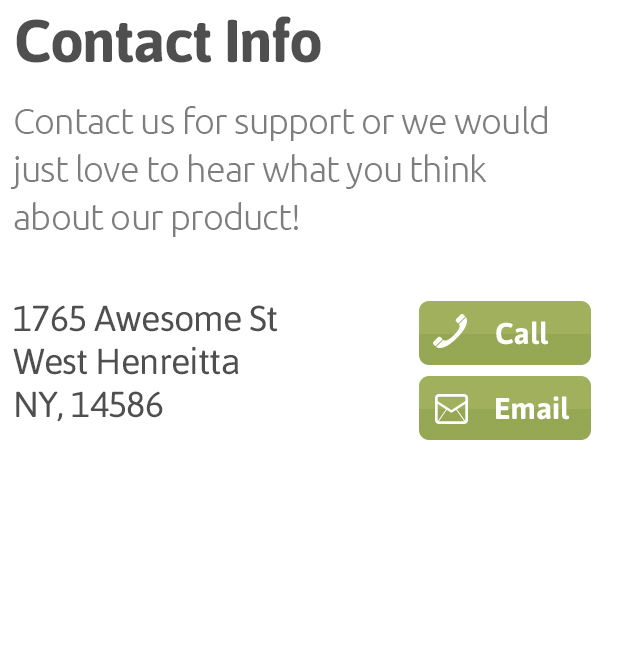 Contact Info
Contact us for support or we would
just love to hear what you think
about our product!
1765 Awesome St
West Henreitta
NY, 14586
Call
Email